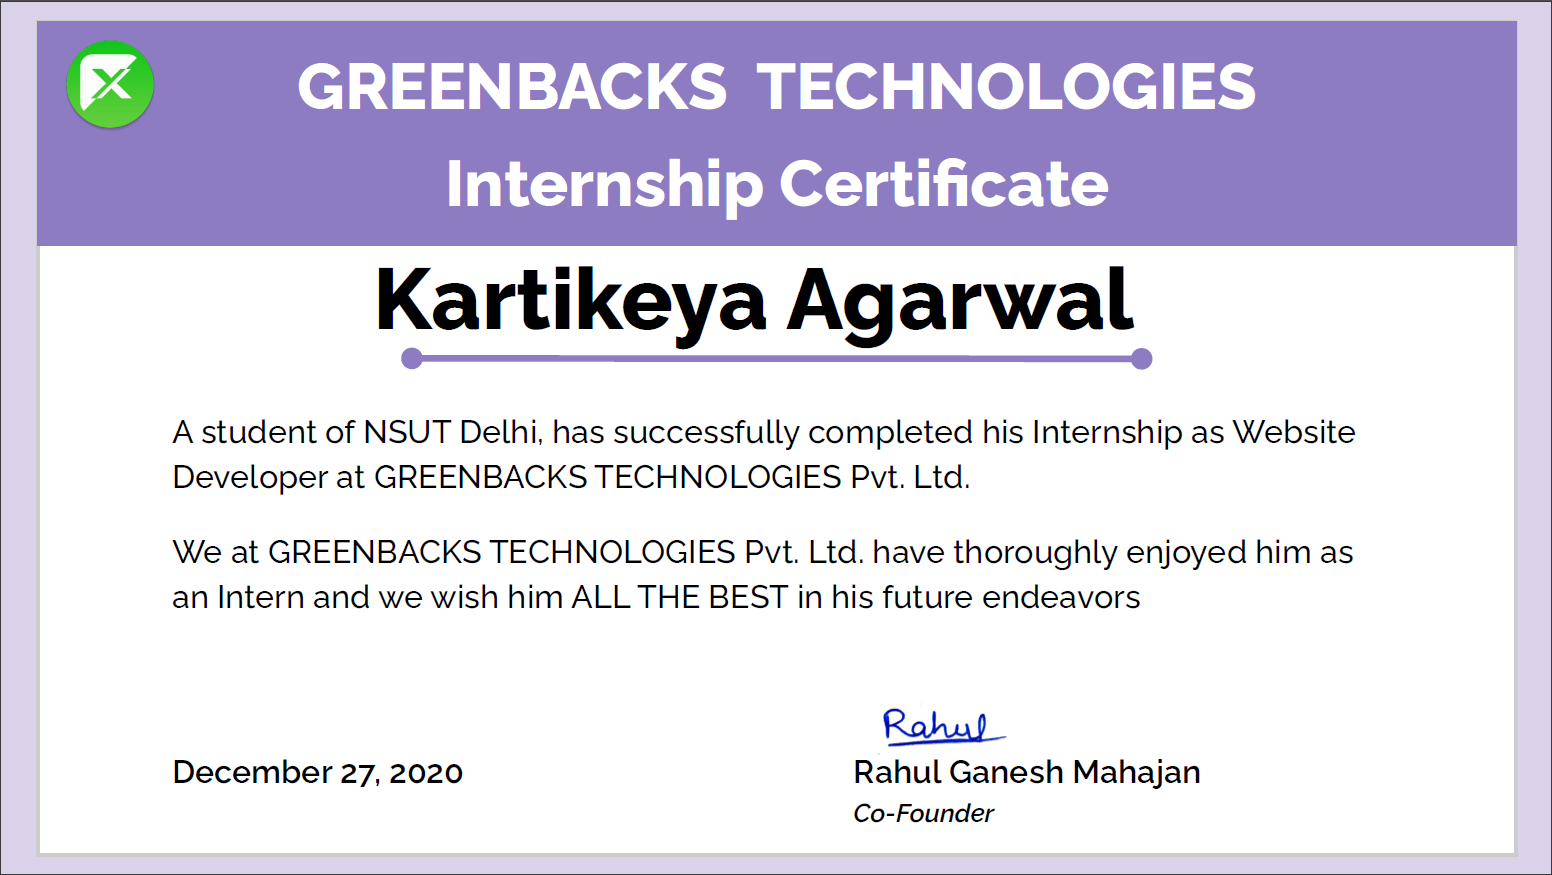 GREENBACKS TECHNOLOGIES
Internship Certificate
Kartikeya Agarwal
A student of NSUT Delhi, has successfully completed his Internship as Website
Developer at GREENBACKS TECHNOLOGIES Pvt. Ltd.
We at GREENBACKS TECHNOLOGIES Pvt. Ltd. have thoroughly enjoyed him as
an Intern and we wish him ALL THE BEST in his future endeavors
Rahul
December 27, 2020
Rahul Ganesh Mahajan
Co-Founder